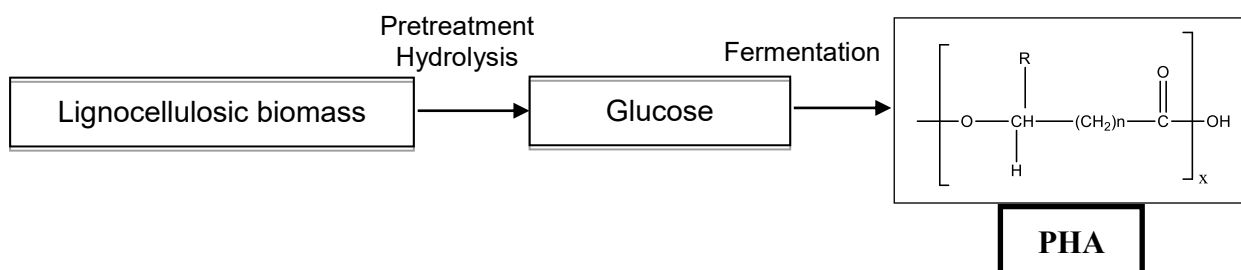 Pretreatment
Hydrolysis
Fermentation
Lignocellulosic biomass
Glucose
R
O
O
CH
(CH2)n
C
OH
H
x
PHA